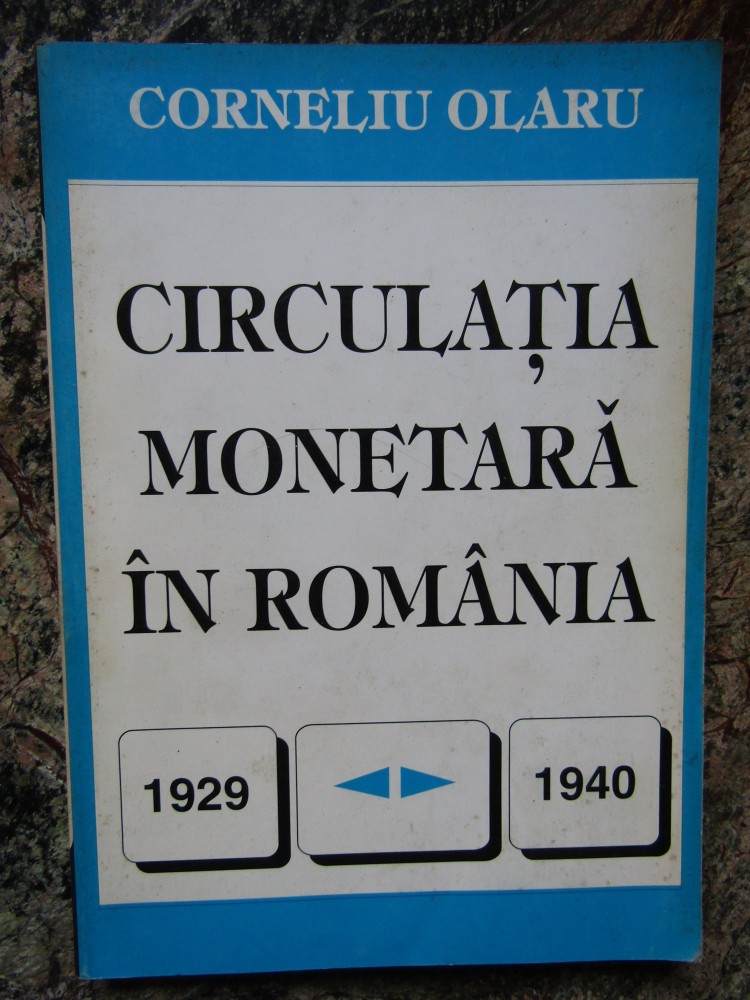 CORNELIU OLARU
CIRCULAȚIA
MONETARĂ
ÎN ROMÂNIA
1929
1940